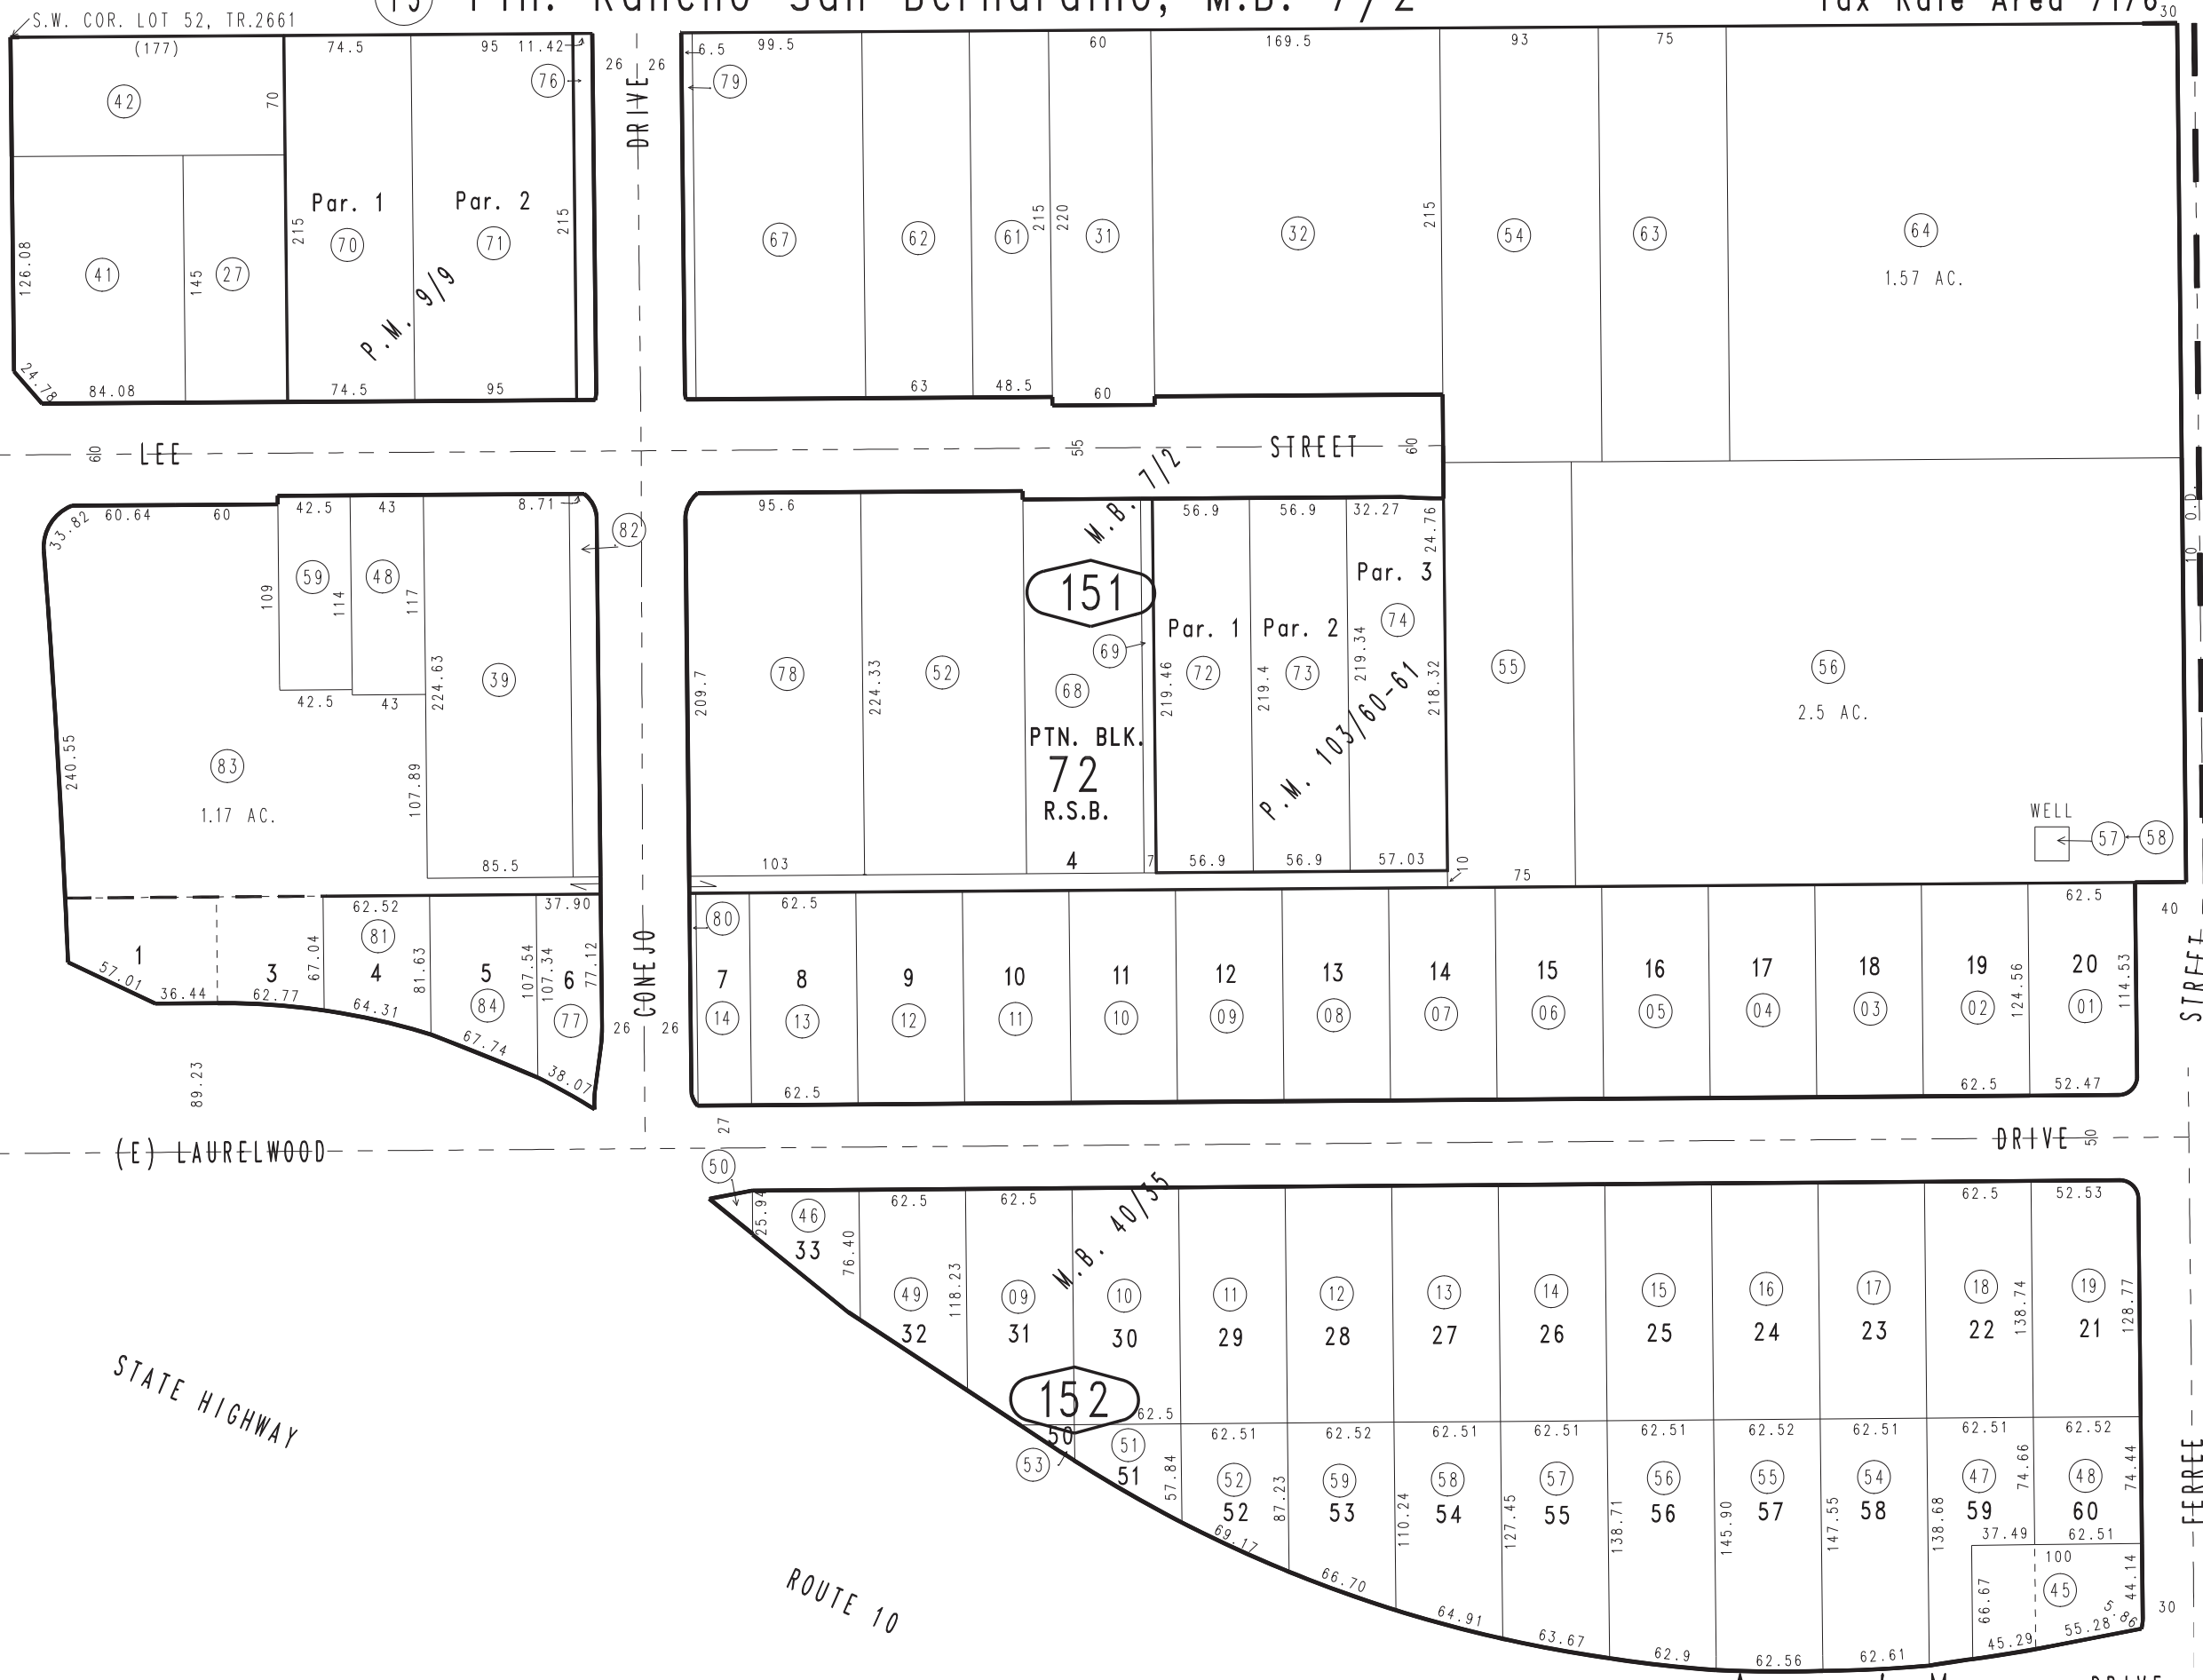 Ptn. Rancho San Bernardino, M.B. 7/2
Tax Rate Area 7176
S.W. COR. LOT 52, TR.2661
30
(177) 74.5 95 11.42 26 26 6.5 99.5 60 169.5 93 75
42 70 76 DRIVE 79
Par. 1 Par. 2
126.08 41 145 27 215 70 71 215 67 62 61 215 220 31 32 215 54 63 64
1.57 AC.
P.M. 9/9
24.78 84.08 74.5 95 63 48.5 60
60 LEE 55 STREET 60
M.B. 7/2
33.82 60.64 60 42.5 43 8.71 82 95.6 56.9 56.9 32.27 24.76 10 O.D.
109 59 114 48 117 151 Par. 3
69 Par. 1 Par. 2 74
240.55 42.5 43 224.63 39 209.7 78 224.33 52 68 219.46 72 219.4 73 219.34 218.32 55 56
2.5 AC.
PTN. BLK.
72
R.S.B.
P.M. 103/60-61
83
1.17 AC.
107.89
WELL 57 58
85.5 103 4 7 56.9 56.9 57.03 10 75
62.52 37.90 80 62.5 62.5 40
81
1 3 67.04 4 81.63 5 107.54 107.34 6 77.12 CONEJO 7 8 9 10 11 12 13 14 15 16 17 18 19 124.56 20 114.53 STREET
84 77 14 13 12 11 10 09 08 07 06 05 04 03 02 01
57.01 36.44 62.77 64.31 67.74 38.07 26 26
89.23 62.5 62.5 52.47
27
(E) LAURELWOOD DRIVE 50
50 25.94 46 62.5 62.5 M.B. 40/35 62.5 52.53
33 76.40
49 118.23 09 10 11 12 13 14 15 16 17 18 138.74 19 128.77
32 31 30 29 28 27 26 25 24 23 22 21
STATE HIGHWAY
152 62.5
50 62.51 62.52 62.51 62.51 62.51 62.52 62.51 62.51 62.52
53 51 57.84 52 87.23 59 110.24 58 127.45 57 138.71 56 145.90 55 147.55 54 138.68 47 74.66 48 74.44 FERREE
51 52 53 54 55 56 57 58 59 60
69.17 37.49 62.51
66.70 66.67 100 45 44.14
ROUTE 10
64.91 63.67 62.9 62.56 62.61 45.29 55.28 5.86 30
DRIVE